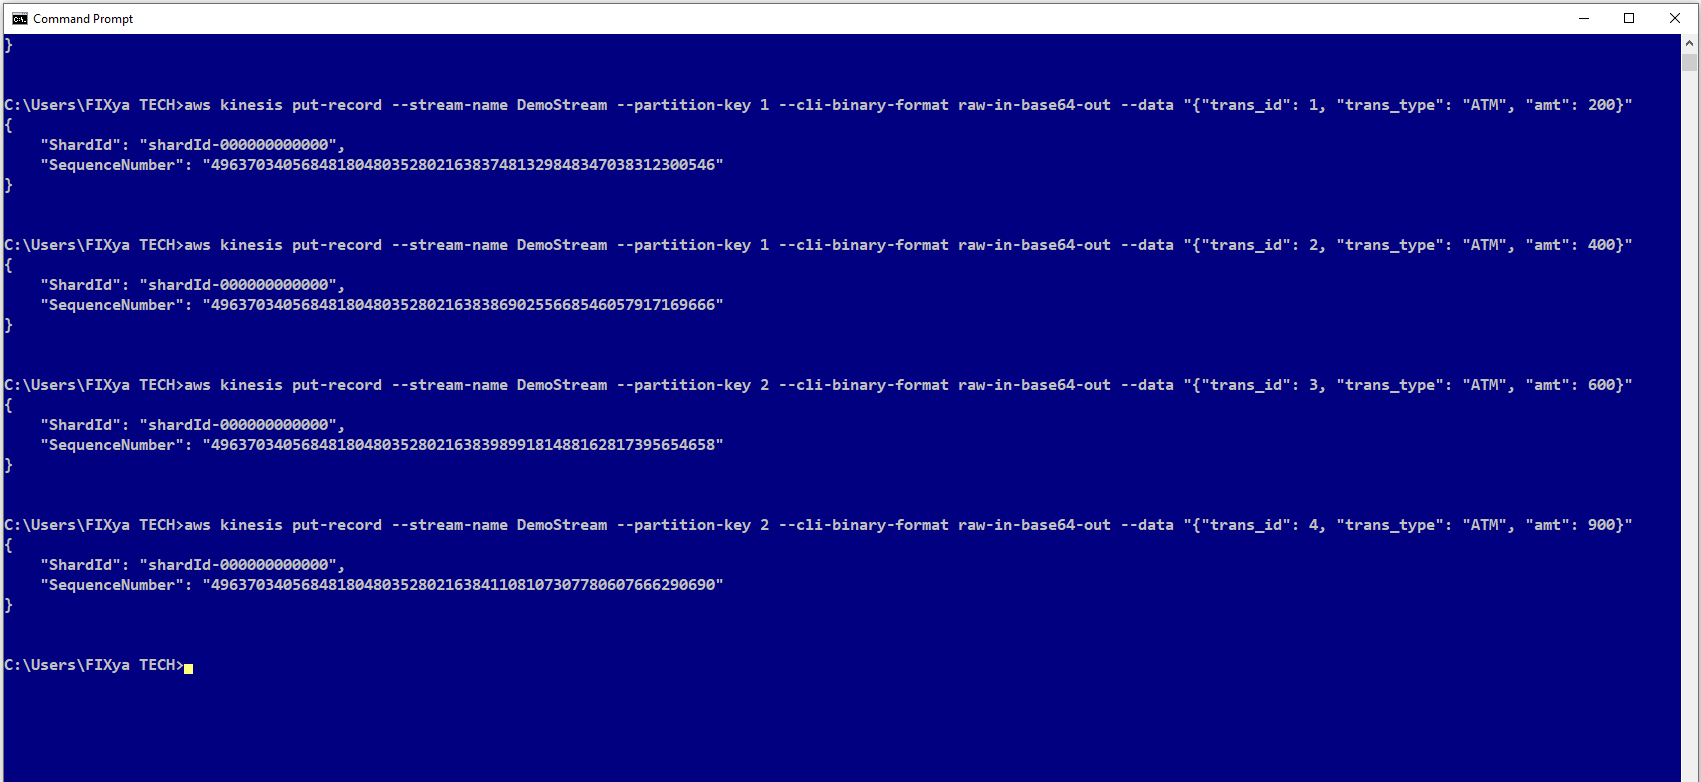 Command Prompt
}
C:\Users\FIXya TECH>aws kinesis put-record --stream-name DemoStream --partition-key 1 --cli-binary-format raw-in-base64-out --data "{"trans_id": 1, "trans_type": "ATM", "amt": 200}"
{
    "ShardId": "shardId-000000000000",
    "SequenceNumber": "49637034056848180480352802163837481329848347038312300546"
}
C:\Users\FIXya TECH>aws kinesis put-record --stream-name DemoStream --partition-key 1 --cli-binary-format raw-in-base64-out --data "{"trans_id": 2, "trans_type": "ATM", "amt": 400}"
{
    "ShardId": "shardId-000000000000",
    "SequenceNumber": "49637034056848180480352802163838690255668546057917169666"
}
C:\Users\FIXya TECH>aws kinesis put-record --stream-name DemoStream --partition-key 2 --cli-binary-format raw-in-base64-out --data "{"trans_id": 3, "trans_type": "ATM", "amt": 600}"
{
    "ShardId": "shardId-000000000000",
    "SequenceNumber": "49637034056848180480352802163839899181488162817395654658"
}
C:\Users\FIXya TECH>aws kinesis put-record --stream-name DemoStream --partition-key 2 --cli-binary-format raw-in-base64-out --data "{"trans_id": 4, "trans_type": "ATM", "amt": 900}"
{
    "ShardId": "shardId-000000000000",
    "SequenceNumber": "49637034056848180480352802163841108107307780607666290690"
}
C:\Users\FIXya TECH>